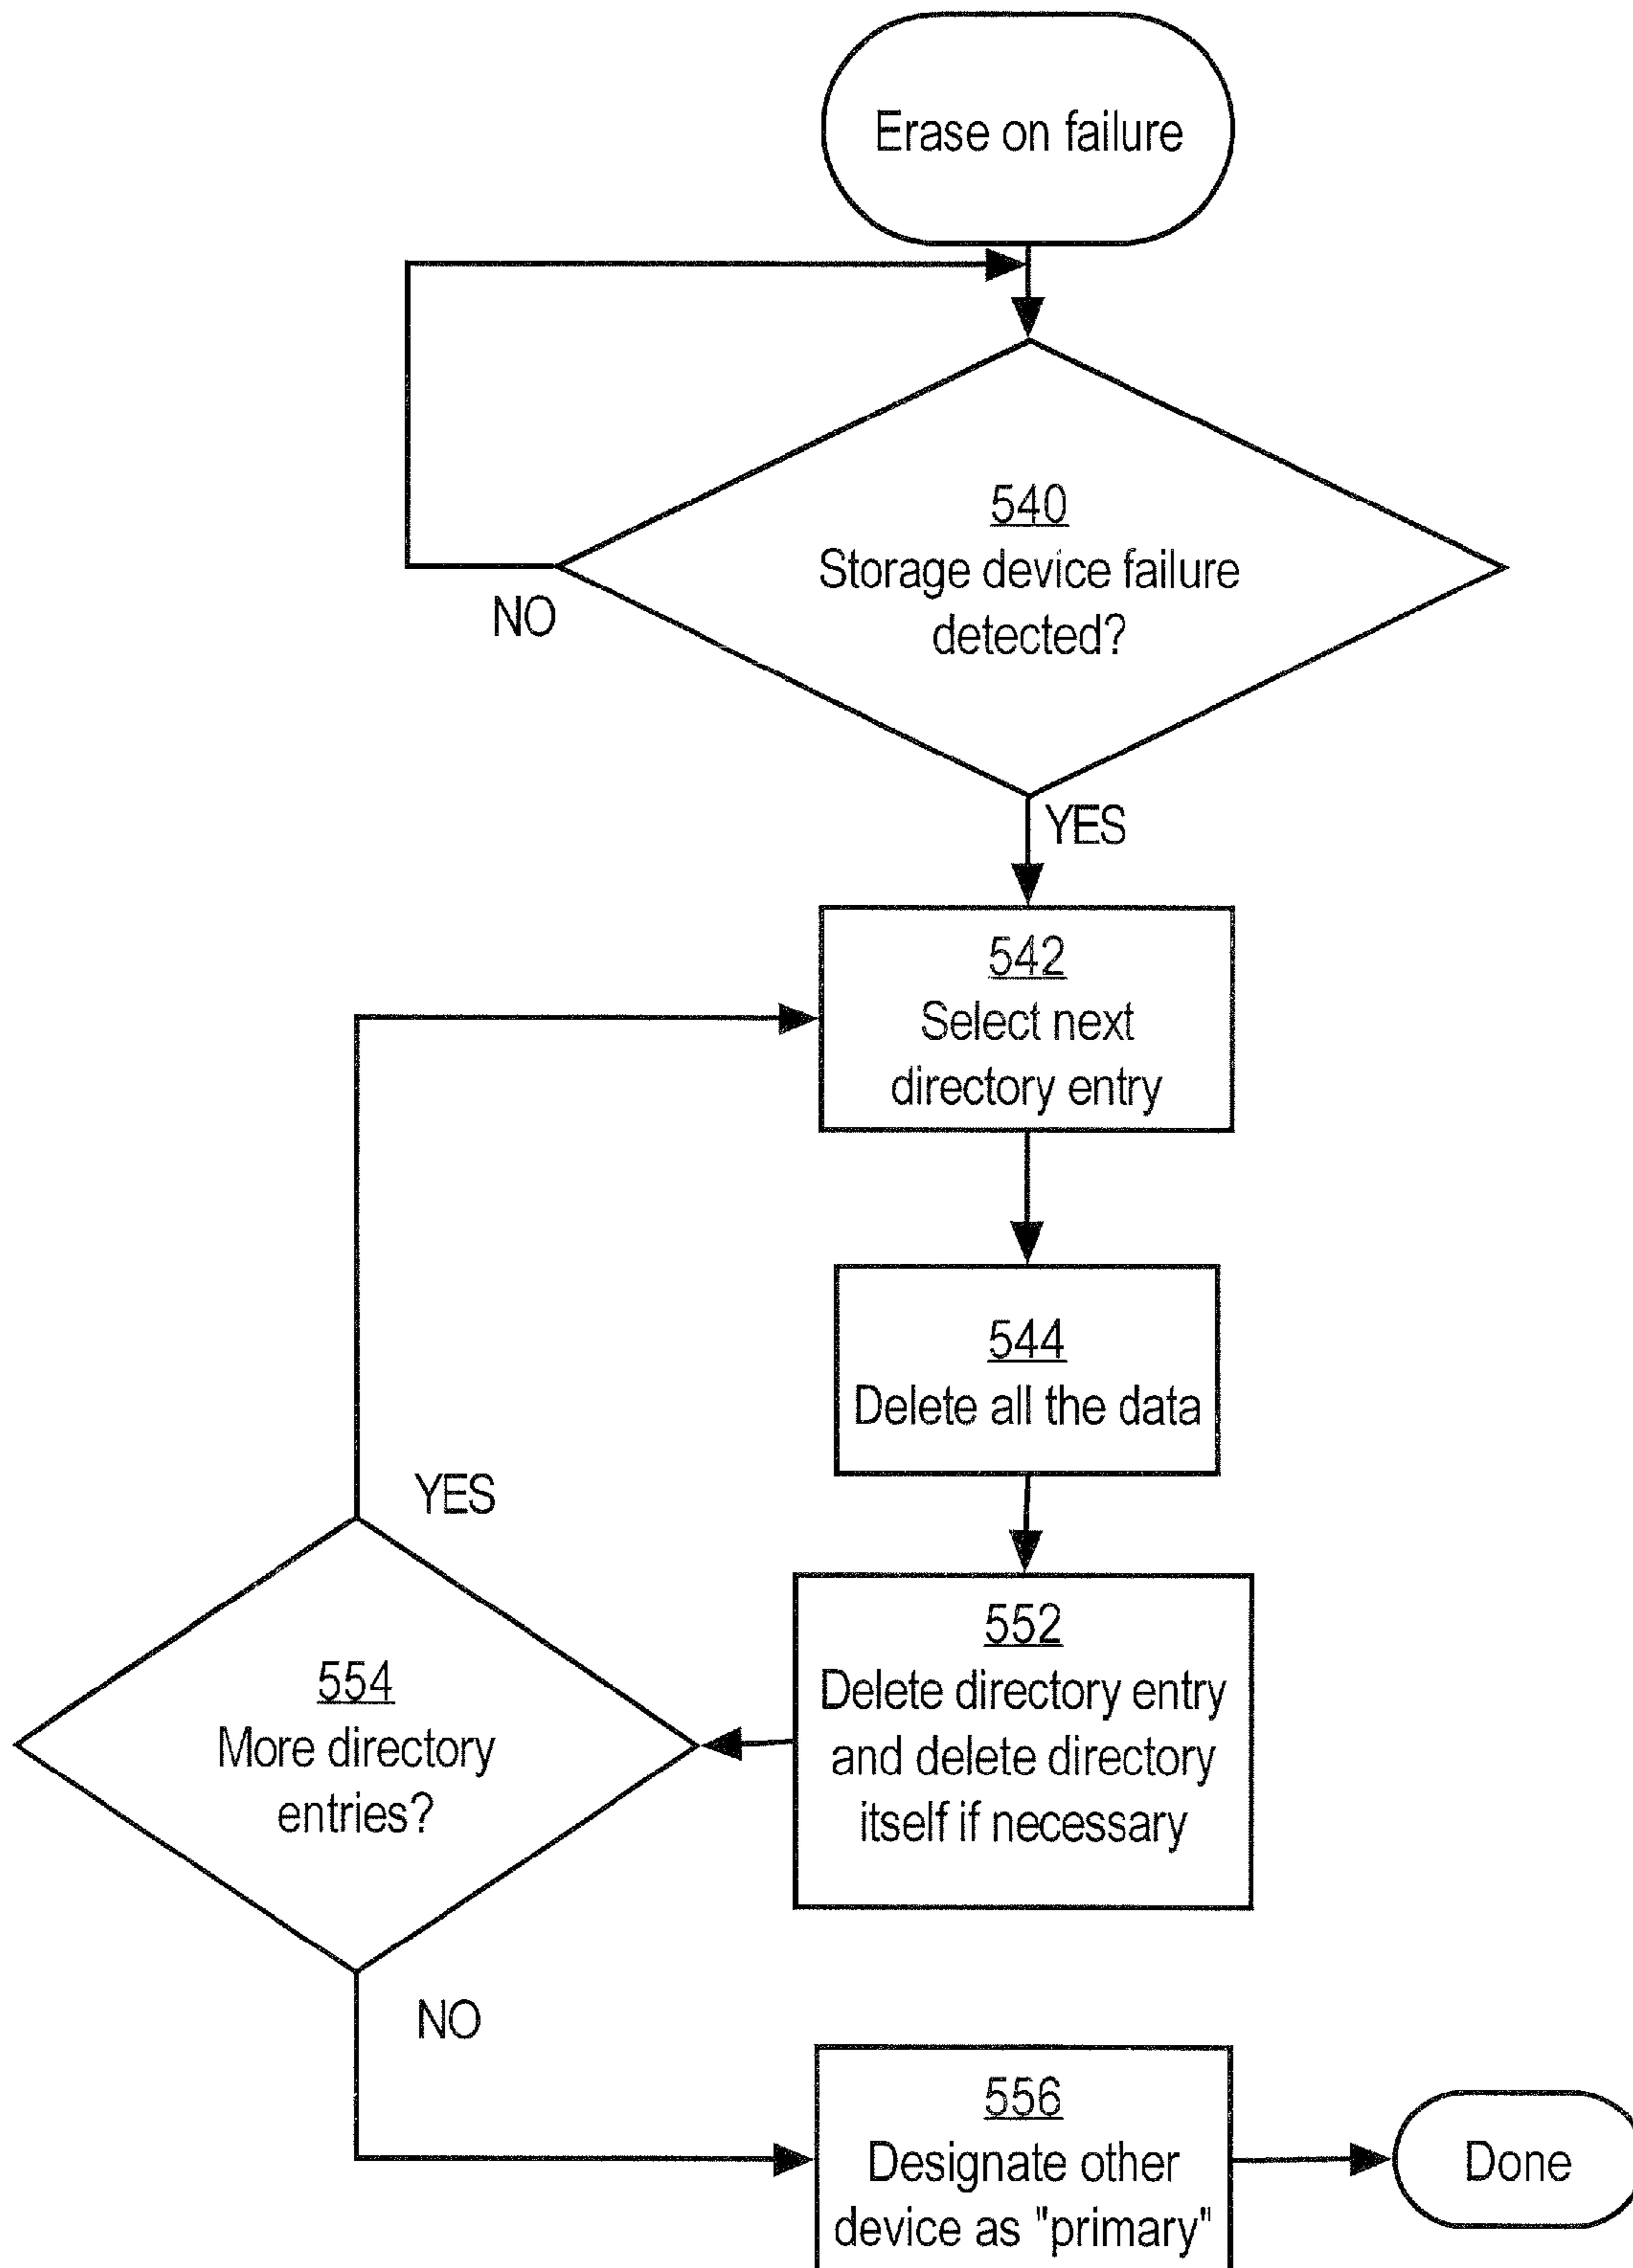 Erase on failure
540
Storage device failure
detected?
NO
YES
542
Select next
directory entry
544
Delete all the data
YES
552
Delete directory entry
and delete directory
itself if necessary
554
More directory
entries?
NO
556
Designate other
device as "primary"
Done